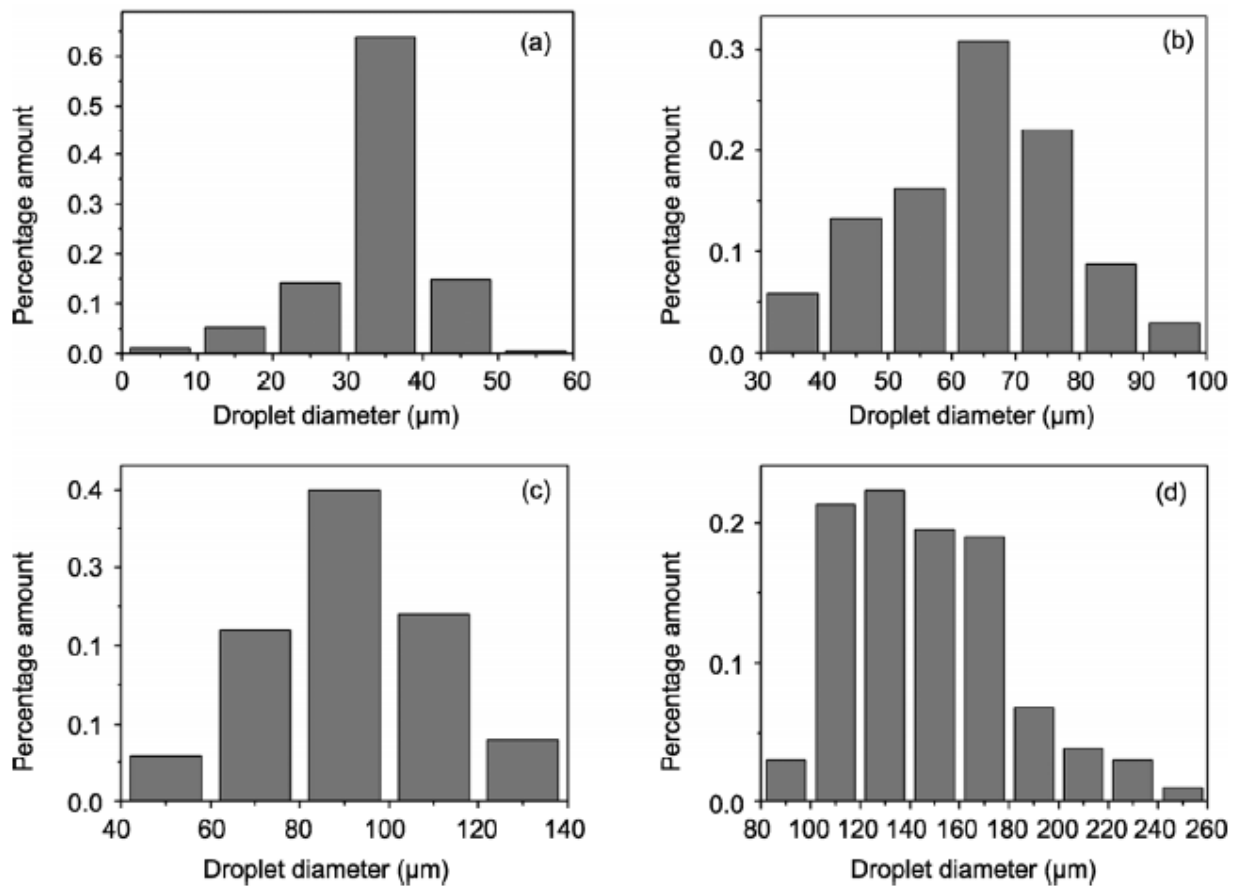 (a)
Percentage amount
0.6
0.5
0.4
0.3
0.2
0.1
0.0
0 10 20 30 40 50 60
Droplet diameter (µm)
(b)
Percentage amount
0.3
0.2
0.1
0.0
30 40 50 60 70 80 90 100
Droplet diameter (µm)
(c)
Percentage amount
0.4
0.3
0.1
0.1
0.0
40 60 80 100 120 140
Droplet diameter (µm)
(d)
Percentage amount
0.2
0.1
0.0
80 100 120 140 160 180 200 220 240 260
Droplet diameter (µm)